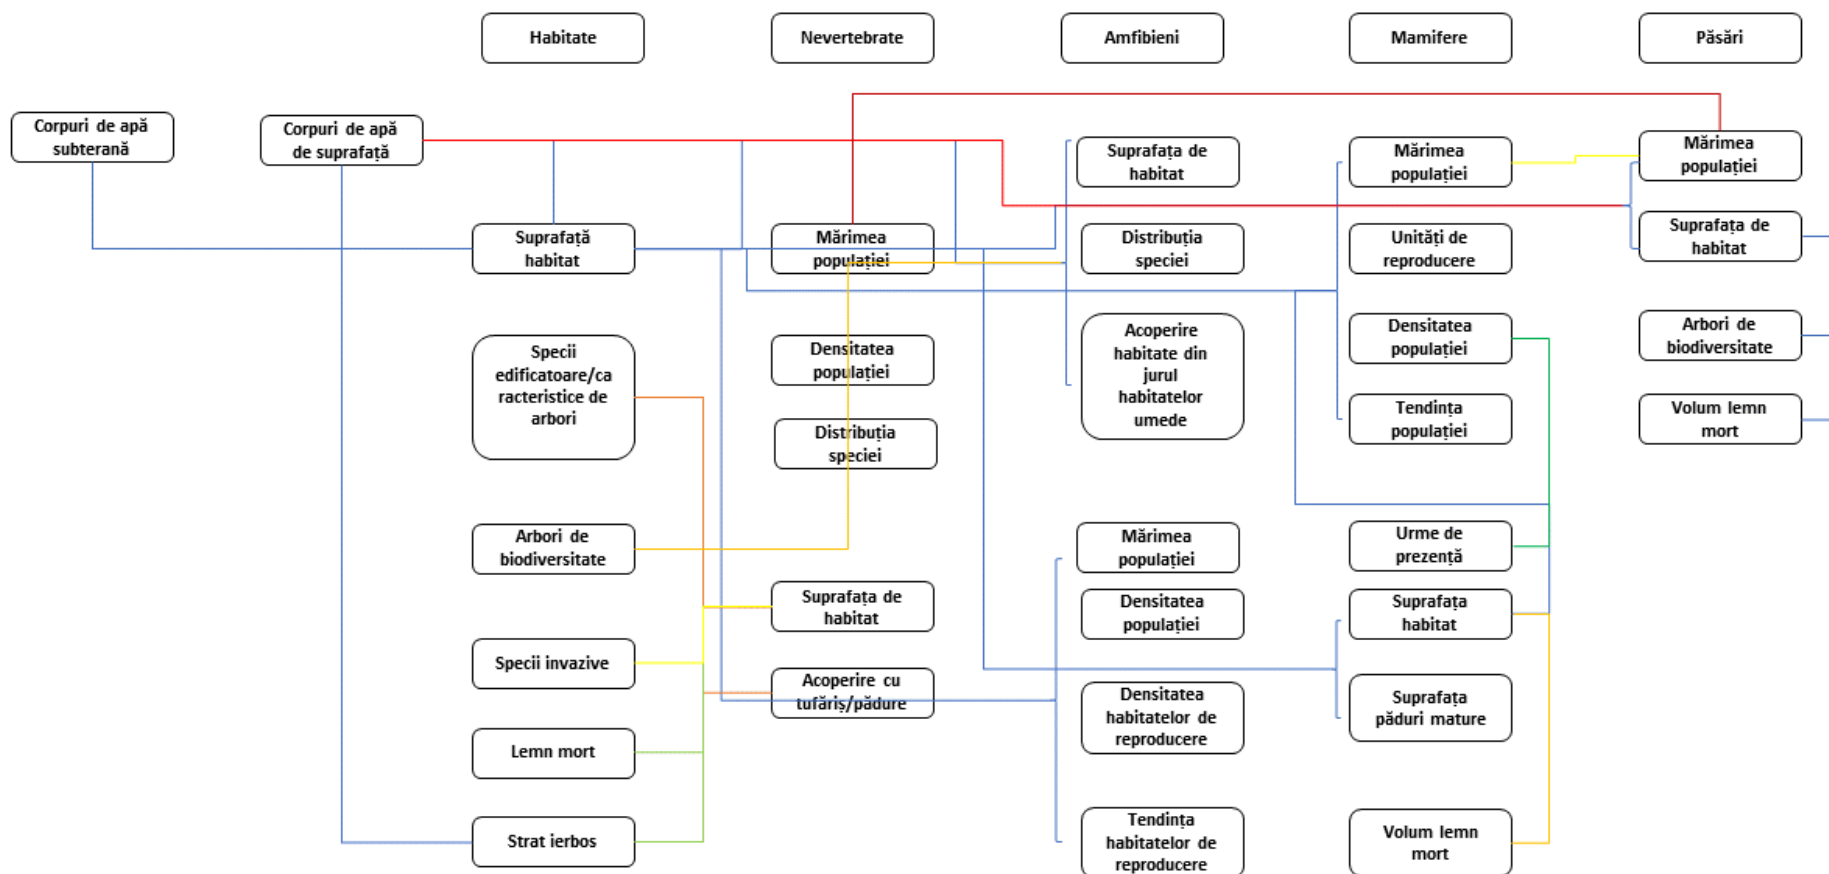 Habitate
Nevertebrate
Amfibieni
Mamifere
Păsări
Corpuri de apă
subterană
Corpuri de apă
de suprafață
Suprafață
habitat
Specii
edificatoare/ca
racteristice de
arbori
Arbori de
biodiversitate
Specii invazive
Lemn mort
Strat ierbos
Mărimea
populației
Densitatea
populației
Distribuția
speciei
Suprafața de
habitat
Acoperire cu
tufăriș/pădure
Suprafața de
habitat
Distribuția
speciei
Acoperire
habitate din
jurul
habitatelor
umede
Mărimea
populației
Densitatea
populației
Densitatea
habitatelor de
reproducere
Tendința
habitatelor de
reproducere
Mărimea
populației
Unități de
reproducere
Densitatea
populației
Tendința
populației
Urme de
prezență
Suprafața
habitat
Suprafața
păduri mature
Volum lemn
mort
Mărimea
populației
Suprafața de
habitat
Arbori de
biodiversitate
Volum lemn
mort